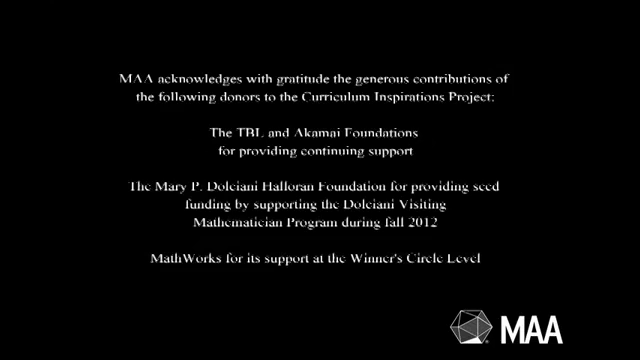 MAA acknowledges with gratitude the generous contributions of
the following donors to the Curriculum Inspirations Project:
The TBL and Akamai Foundations
for providing continuing support
The Mary P. Dolciani Halloran Foundation for providing seed
funding by supporting the Dolciani Visiting
Mathematician Program during fall 2012
MathWorks for its support at the Winner's Circle Level
MAA